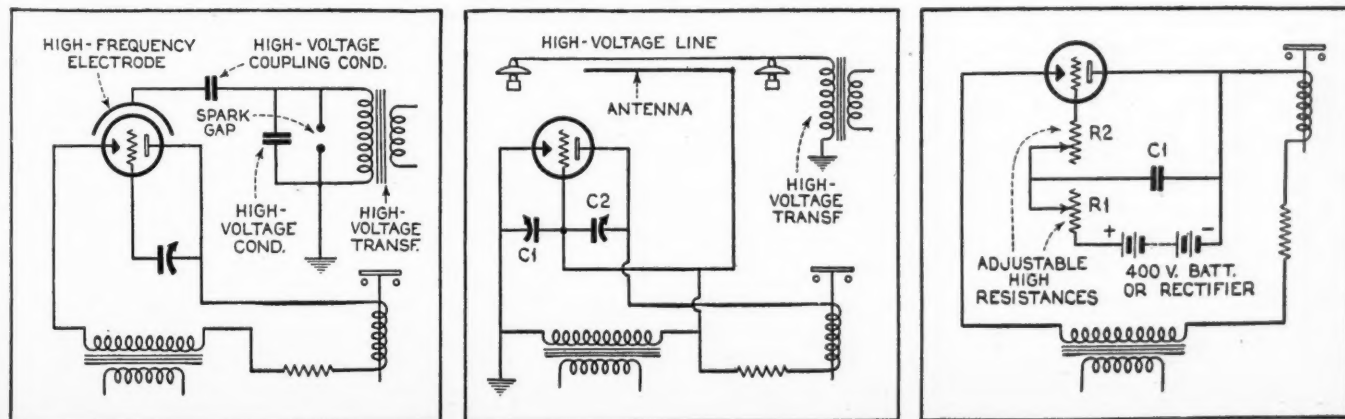 HIGH-FREQUENCY
ELECTRODE
HIGH-VOLTAGE
COUPLING COND.
SPARK
GAP
HIGH-
VOLTAGE
COND.
HIGH-
VOLTAGE
TRANSF.
HIGH-VOLTAGE LINE
ANTENNA
HIGH-
VOLTAGE
TRANSF
C1
C2
R2
C1
R1
+
-
ADJUSTABLE
HIGH
RESISTANCES
400 V. BATT.
OR RECTIFIER